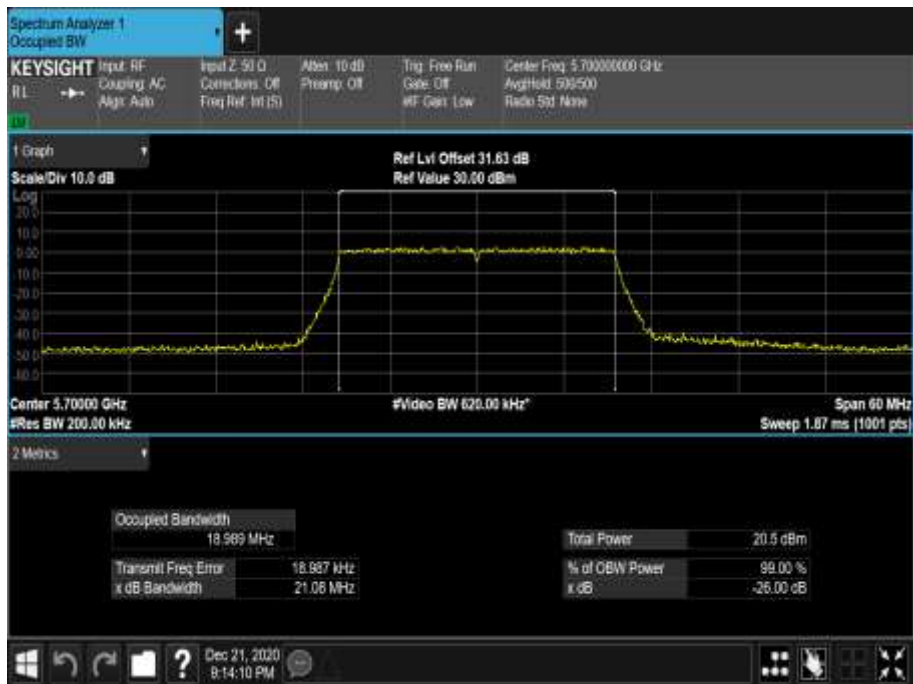 Spectrum Analyzer 1
Occupied BW
+
KEYSIGHT
RL
Input: RF
Coupling: AC
Align: Auto
Input Z: 50 Ω
Corrections: Off
Freq Ref: Int (S)
Atten: 10 dB
Preamp: Off
Trig: Free Run
Gate: Off
#IF Gain: Low
Center Freq: 5.700000000 GHz
Avg|Hold: 500/500
Radio Std: None
1 Graph
Scale/Div 10.0 dB
Ref Lvl Offset 31.63 dB
Ref Value 30.00 dBm
Log
20.0
10.0
0.00
-10.0
-20.0
-30.0
-40.0
-50.0
-60.0
Center 5.70000 GHz
#Video BW 620.00 kHz*
Span 60 MHz
#Res BW 200.00 kHz
Sweep 1.87 ms (1001 pts)
2 Metrics
Occupied Bandwidth
18.989 MHz
Total Power 20.5 dBm
Transmit Freq Error 18.987 kHz
% of OBW Power 99.00 %
x dB Bandwidth 21.06 MHz
x dB -26.00 dB
?
Dec 21, 2020
9:14:10 PM